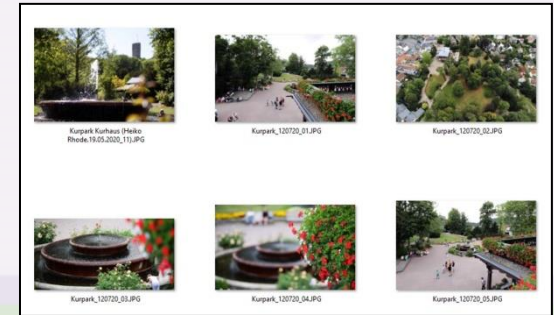 Kurpark Kurhaus (Heiko
Rhode.19.05.2020_11).JPG
Kurpark_120720_01.JPG
Kurpark_120720_02.JPG
Kurpark_120720_03.JPG
Kurpark_120720_04.JPG
Kurpark_120720_05.JPG